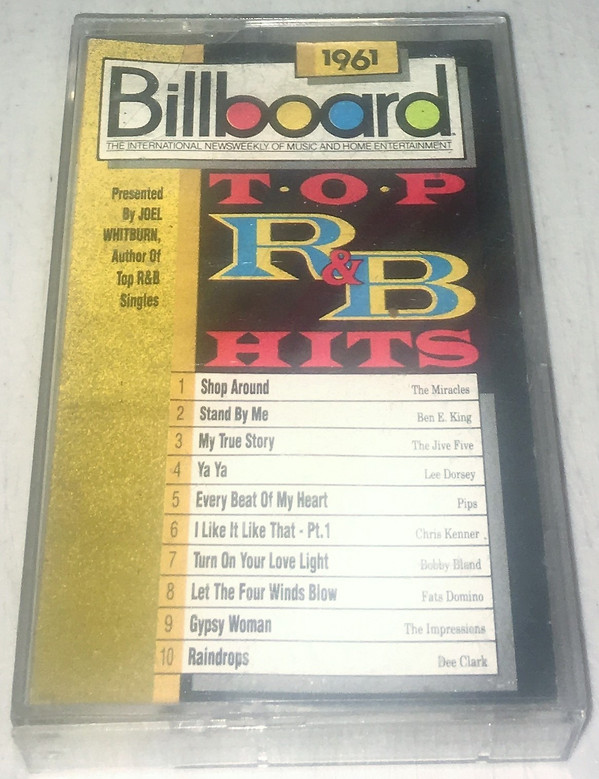 1961
Billboard
THE INTERNATIONAL NEWSWEEKLY OF MUSIC AND HOME ENTERTAINMENT
Presented
By JOEL
WHITBURN,
Author Of
Top R&B
Singles
T·O·P
R&B
HITS
1 Shop Around The Miracles
2 Stand By Me Ben E. King
3 My True Story The Jive Five
4 Ya Ya Lee Dorsey
5 Every Beat Of My Heart Pips
6 I Like It Like That - Pt.1 Chris Kenner
7 Turn On Your Love Light Bobby Bland
8 Let The Four Winds Blow Fats Domino
9 Gypsy Woman The Impressions
10 Raindrops Dee Clark